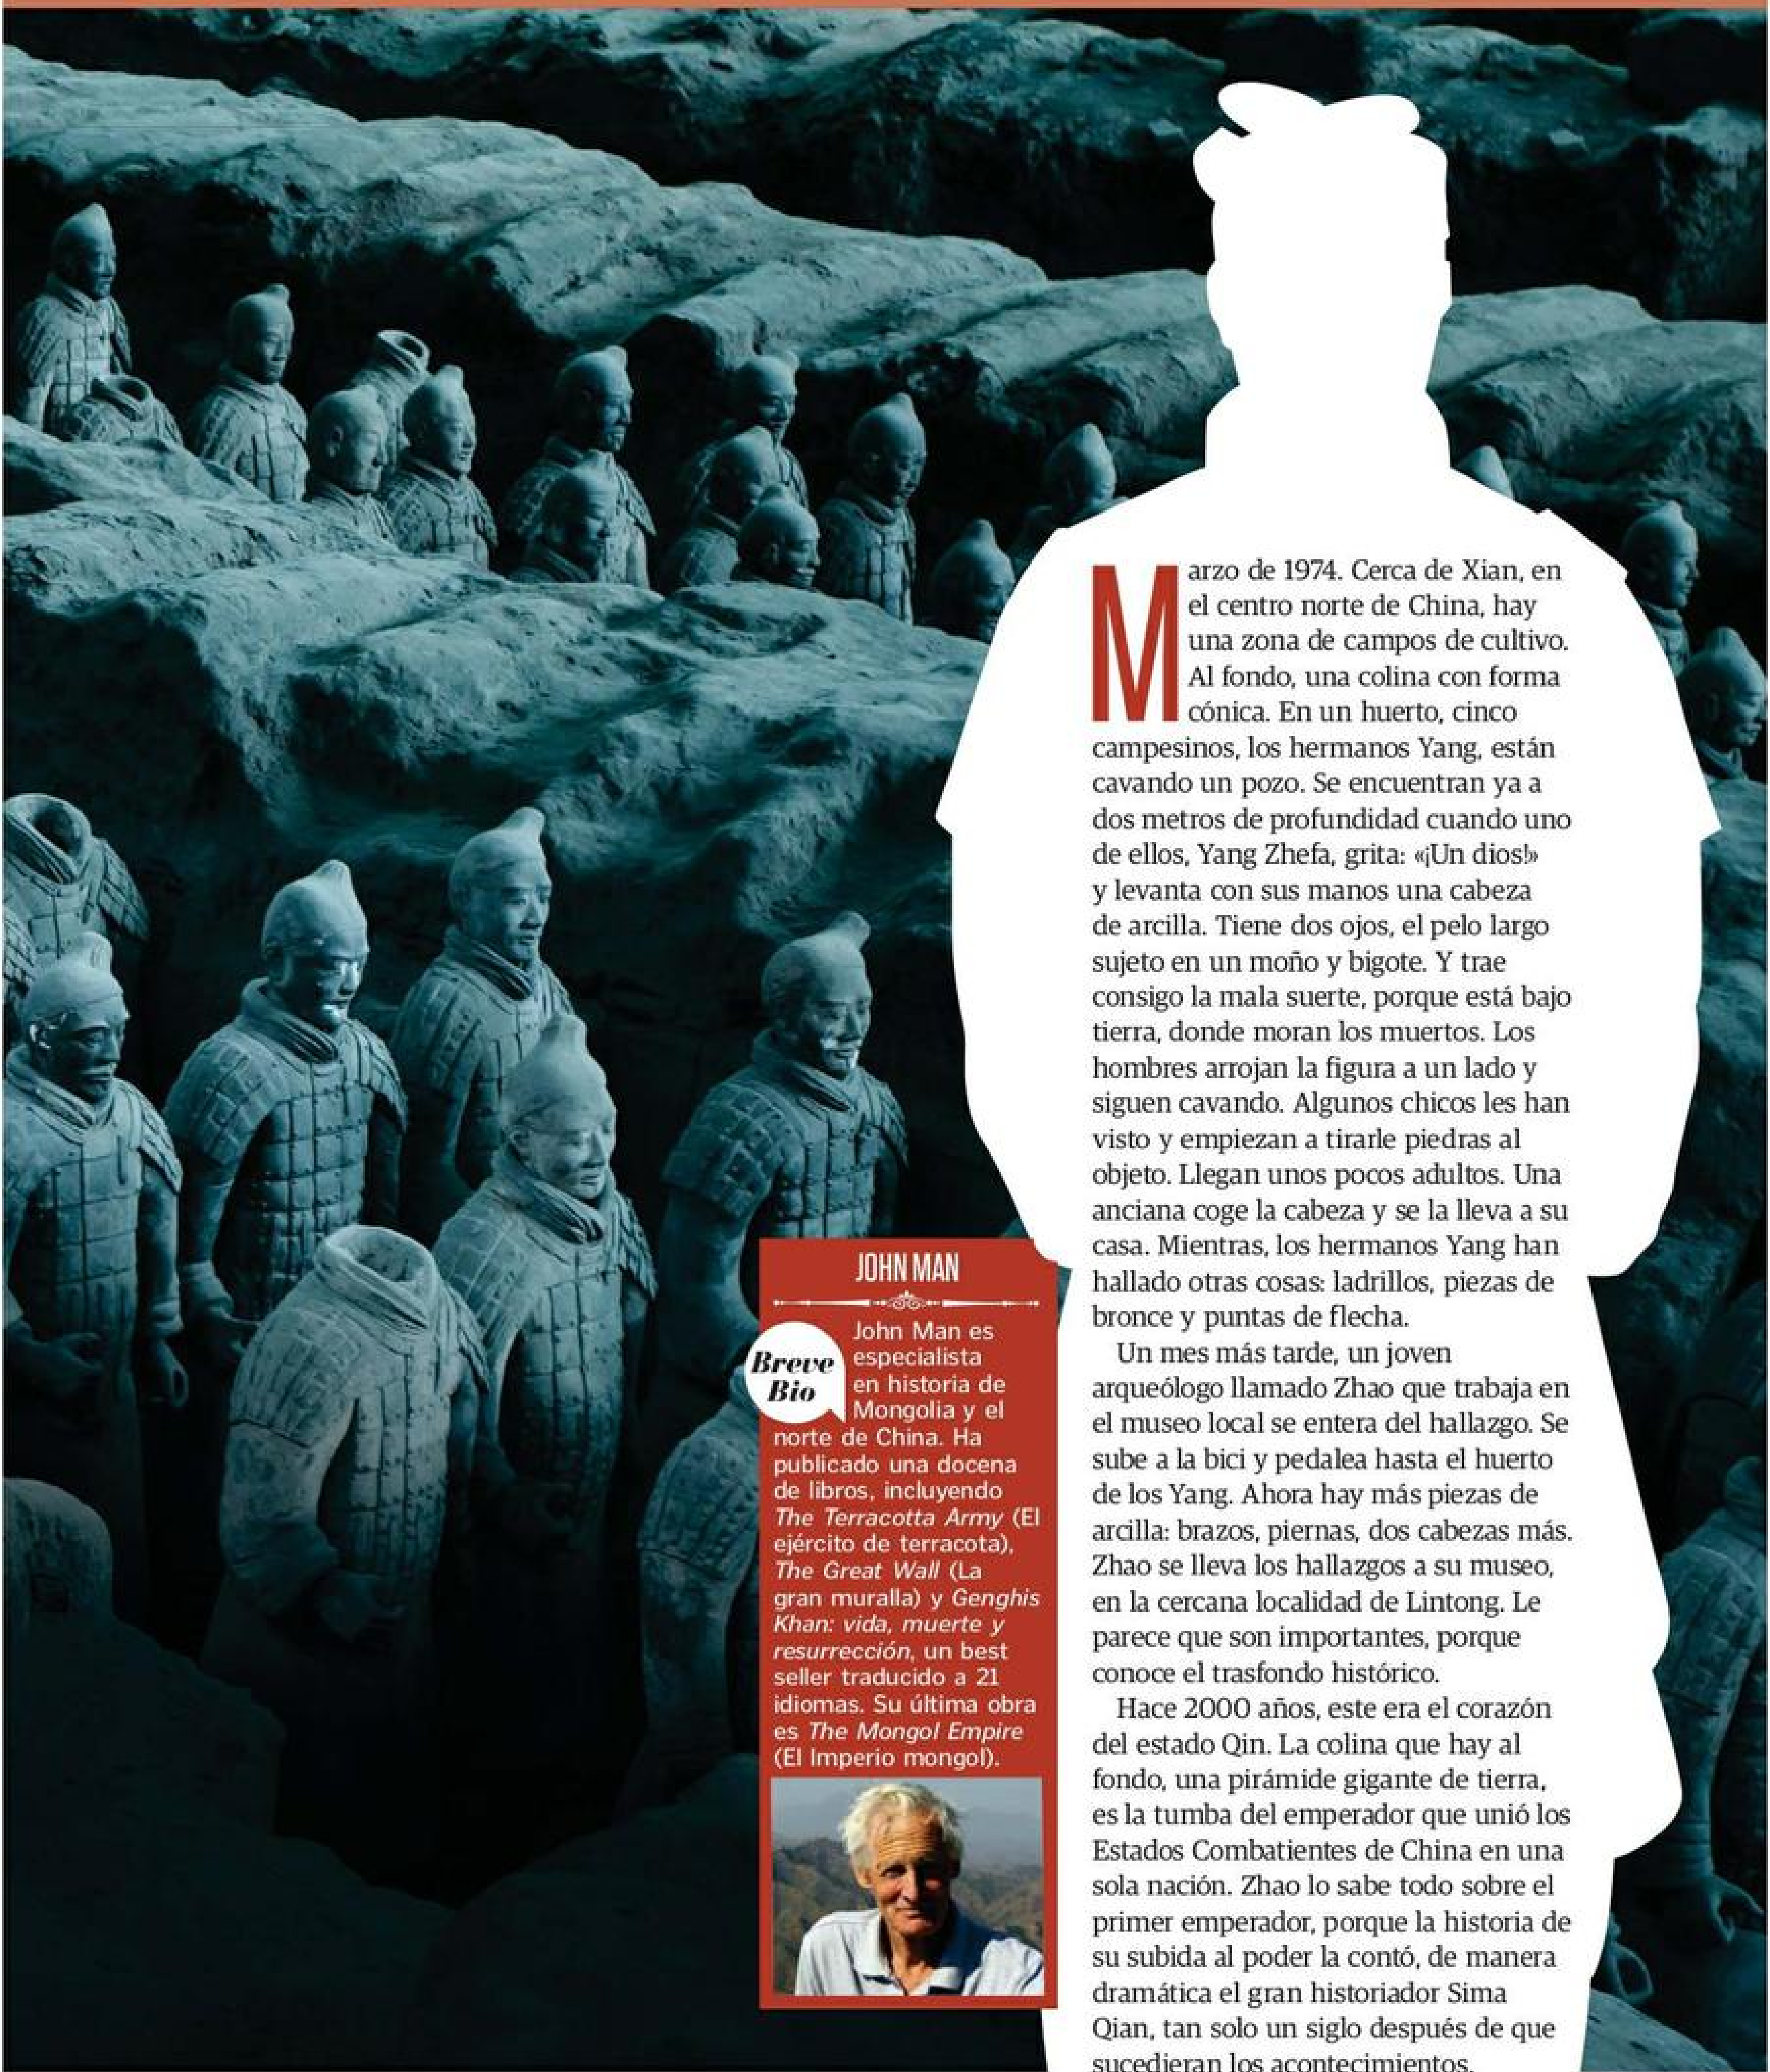 Marzo de 1974. Cerca de Xian, en
el centro norte de China, hay
una zona de campos de cultivo.
Al fondo, una colina con forma
cónica. En un huerto, cinco
campesinos, los hermanos Yang, están
cavando un pozo. Se encuentran ya a
dos metros de profundidad cuando uno
de ellos, Yang Zhefa, grita: «¡Un dios!»
y levanta con sus manos una cabeza
de arcilla. Tiene dos ojos, el pelo largo
sujeto en un moño y bigote. Y trae
consigo la mala suerte, porque está bajo
tierra, donde moran los muertos. Los
hombres arrojan la figura a un lado y
siguen cavando. Algunos chicos les han
visto y empiezan a tirarle piedras al
objeto. Llegan unos pocos adultos. Una
anciana coge la cabeza y se la lleva a su
casa. Mientras, los hermanos Yang han
hallado otras cosas: ladrillos, piezas de
bronce y puntas de flecha.
Un mes más tarde, un joven
arqueólogo llamado Zhao que trabaja en
el museo local se entera del hallazgo. Se
sube a la bici y pedalea hasta el huerto
de los Yang. Ahora hay más piezas de
arcilla: brazos, piernas, dos cabezas más.
Zhao se lleva los hallazgos a su museo,
en la cercana localidad de Lintong. Le
parece que son importantes, porque
conoce el trasfondo histórico.
Hace 2000 años, este era el corazón
del estado Qin. La colina que hay al
fondo, una pirámide gigante de tierra,
es la tumba del emperador que unió los
Estados Combatientes de China en una
sola nación. Zhao lo sabe todo sobre el
primer emperador, porque la historia de
su subida al poder la contó, de manera
dramática el gran historiador Sima
Qian, tan solo un siglo después de que
sucedieran los acontecimientos.
JOHN MAN
Breve
Bio
John Man es
especialista
en historia de
Mongolia y el
norte de China. Ha
publicado una docena
de libros, incluyendo
The Terracotta Army (El
ejército de terracota),
The Great Wall (La
gran muralla) y Genghis
Khan: vida, muerte y
resurrección, un best
seller traducido a 21
idiomas. Su última obra
es The Mongol Empire
(El Imperio mongol).